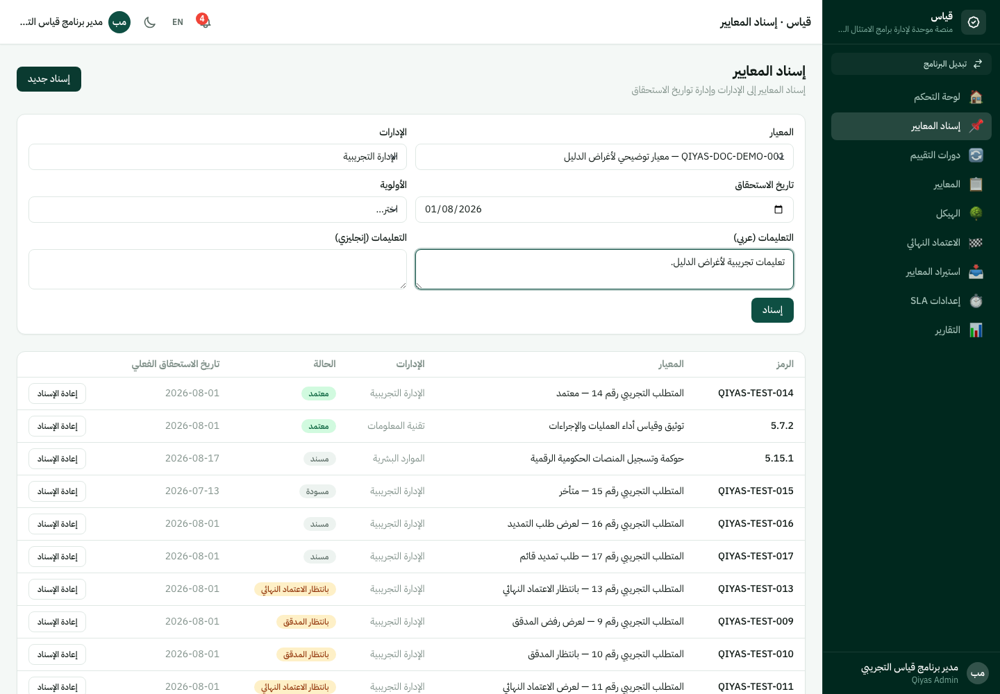 قياس
منصة موحدة لإدارة برامج الامتثال الـ...
تبديل البرنامج
لوحة التحكم
إسناد المعايير
دورات التقييم
المعايير
الهيكل
الاعتماد النهائي
استيراد المعايير
إعدادات SLA
التقارير
مب
مدير برنامج قياس التجريبي
Qiyas Admin
قياس · إسناد المعايير
4
EN
مب
مدير برنامج قياس التـ...
إسناد المعايير
إسناد المعايير إلى الإدارات وإدارة تواريخ الاستحقاق
إسناد جديد
المعيار
الإدارات
QIYAS-DOC-DEMO-001 — معيار توضيحي لأغراض الدليل
الإدارة التجريبية
تاريخ الاستحقاق
الأولوية
01/08/2026
اختر...
التعليمات (عربي)
التعليمات (إنجليزي)
تعليمات تجريبية لأغراض الدليل.
إسناد
الرمز المعيار الإدارات الحالة تاريخ الاستحقاق الفعلي
QIYAS-TEST-014 المتطلب التجريبي رقم 14 — معتمد الإدارة التجريبية معتمد 2026-08-01 إعادة الإسناد
5.7.2 توثيق وقياس أداء العمليات والإجراءات تقنية المعلومات معتمد 2026-08-01 إعادة الإسناد
5.15.1 حوكمة وتسجيل المنصات الحكومية الرقمية الموارد البشرية مسند 2026-08-17 إعادة الإسناد
QIYAS-TEST-015 المتطلب التجريبي رقم 15 — متأخر الإدارة التجريبية مسودة 2026-07-13 إعادة الإسناد
QIYAS-TEST-016 المتطلب التجريبي رقم 16 — لعرض طلب التمديد الإدارة التجريبية مسند 2026-08-01 إعادة الإسناد
QIYAS-TEST-017 المتطلب التجريبي رقم 17 — طلب تمديد قائم الإدارة التجريبية مسند 2026-08-01 إعادة الإسناد
QIYAS-TEST-013 المتطلب التجريبي رقم 13 — بانتظار الاعتماد النهائي الإدارة التجريبية بانتظار الاعتماد النهائي 2026-08-01 إعادة الإسناد
QIYAS-TEST-009 المتطلب التجريبي رقم 9 — لعرض رفض المدقق الإدارة التجريبية بانتظار المدقق 2026-08-01 إعادة الإسناد
QIYAS-TEST-010 المتطلب التجريبي رقم 10 — بانتظار المدقق الإدارة التجريبية بانتظار المدقق 2026-08-01 إعادة الإسناد
QIYAS-TEST-011 المتطلب التجريبي رقم 11 — لعرض الاعتماد النهائي الإدارة التجريبية بانتظار الاعتماد النهائي 2026-08-01 إعادة الإسناد